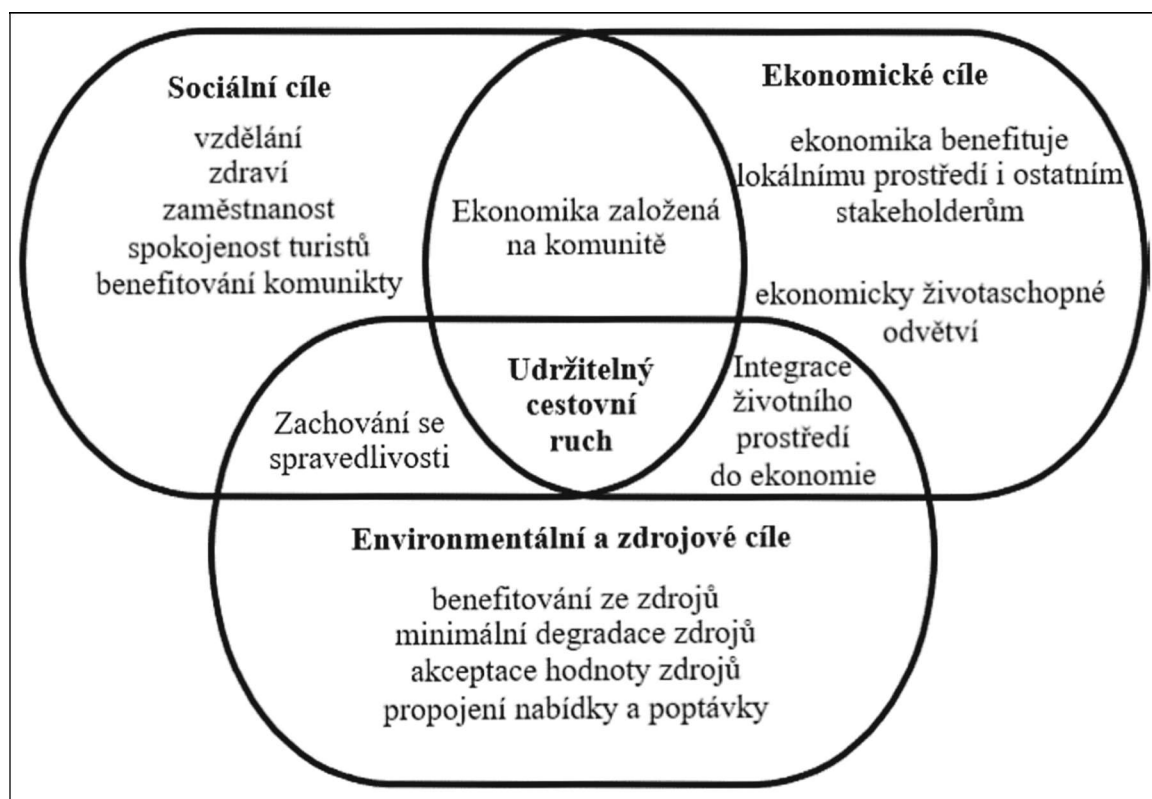 Sociální cíle
vzdělání
zdraví
zaměstnanost
spokojenost turistů
benefitování komunikty
Ekonomika založená
na komunitě
Ekonomické cíle
ekonomika benefituje
lokálnímu prostředí i ostatním
stakeholderům
ekonomicky životaschopné
odvětví
Zachování se
spravedlivosti
Udržitelný
cestovní
ruch
Integrace
životního
prostředí
do ekonomie
Environmentální a zdrojové cíle
benefitování ze zdrojů
minimální degradace zdrojů
akceptace hodnoty zdrojů
propojení nabídky a poptávky